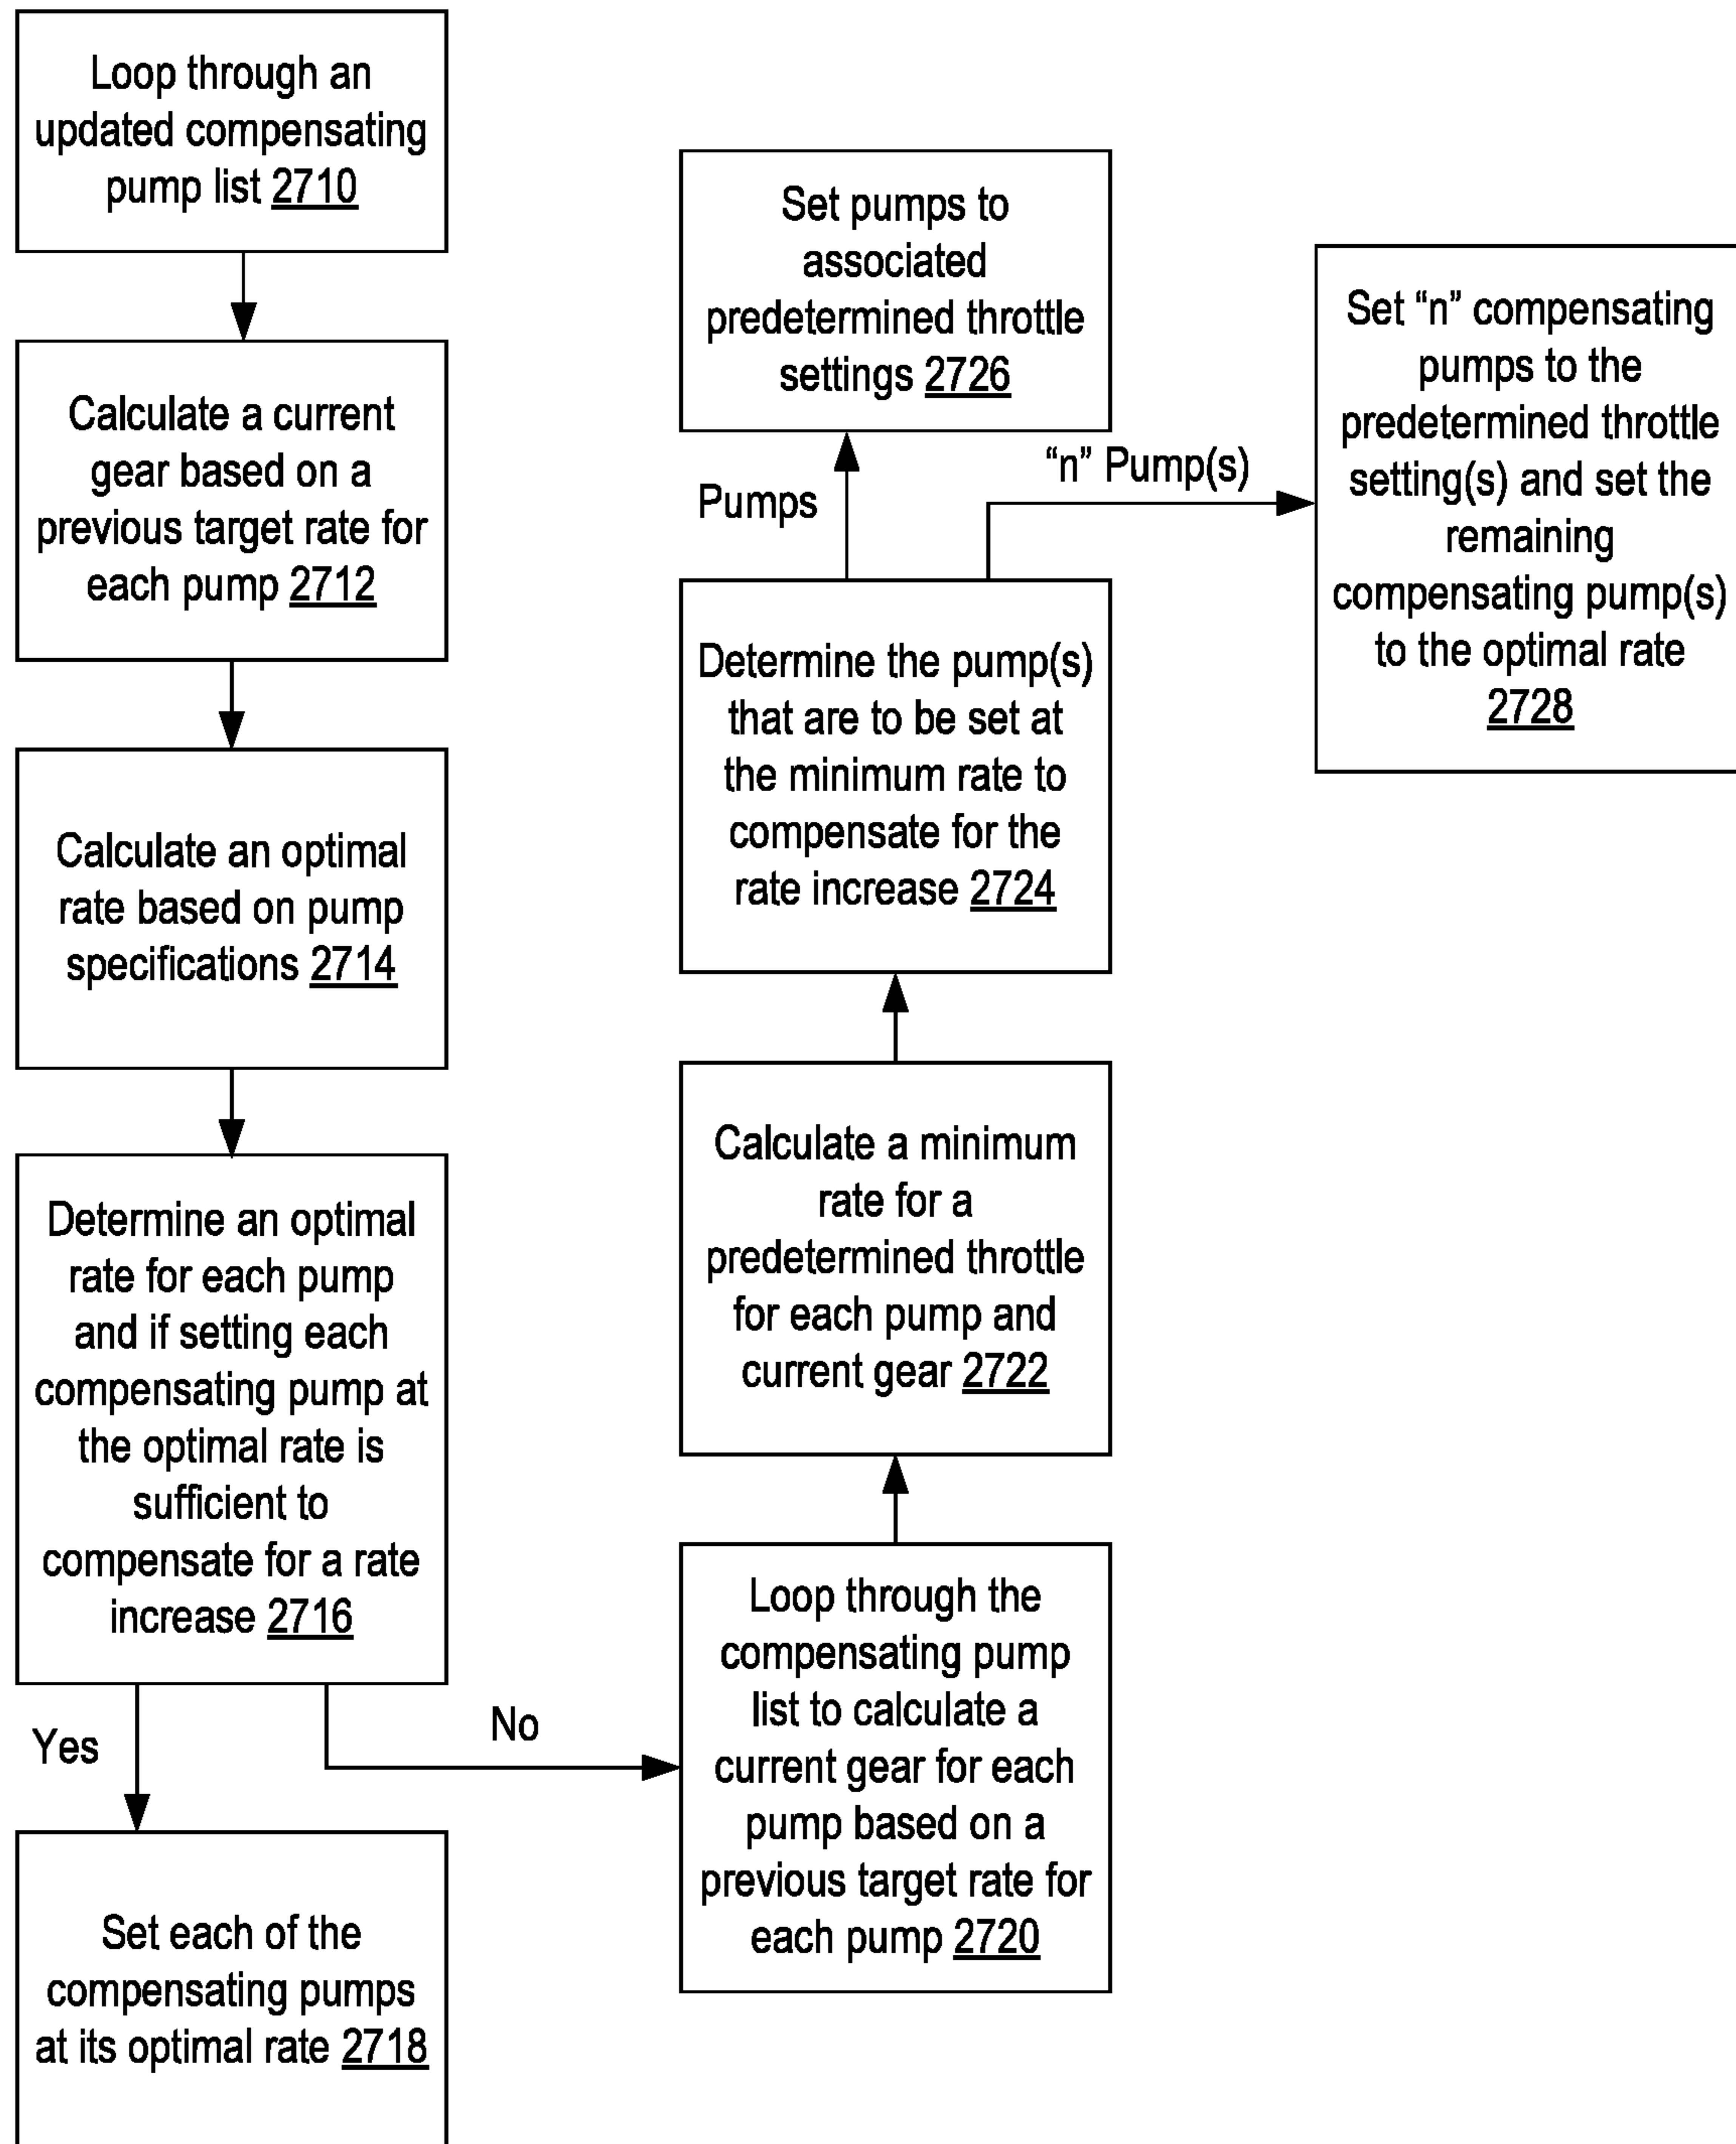 Loop through an
updated compensating
pump list 2710
Calculate a current
gear based on a
previous target rate for
each pump 2712
Calculate an optimal
rate based on pump
specifications 2714
Determine an optimal
rate for each pump
and if setting each
compensating pump at
the optimal rate is
sufficient to
compensate for a rate
increase 2716
Yes
No
Set each of the
compensating pumps
at its optimal rate 2718
Loop through the
compensating pump
list to calculate a
current gear for each
pump based on a
previous target rate for
each pump 2720
Calculate a minimum
rate for a
predetermined throttle
for each pump and
current gear 2722
Determine the pump(s)
that are to be set at
the minimum rate to
compensate for the
rate increase 2724
Pumps
“n” Pump(s)
Set pumps to
associated
predetermined throttle
settings 2726
Set “n” compensating
pumps to the
predetermined throttle
setting(s) and set the
remaining
compensating pump(s)
to the optimal rate
2728